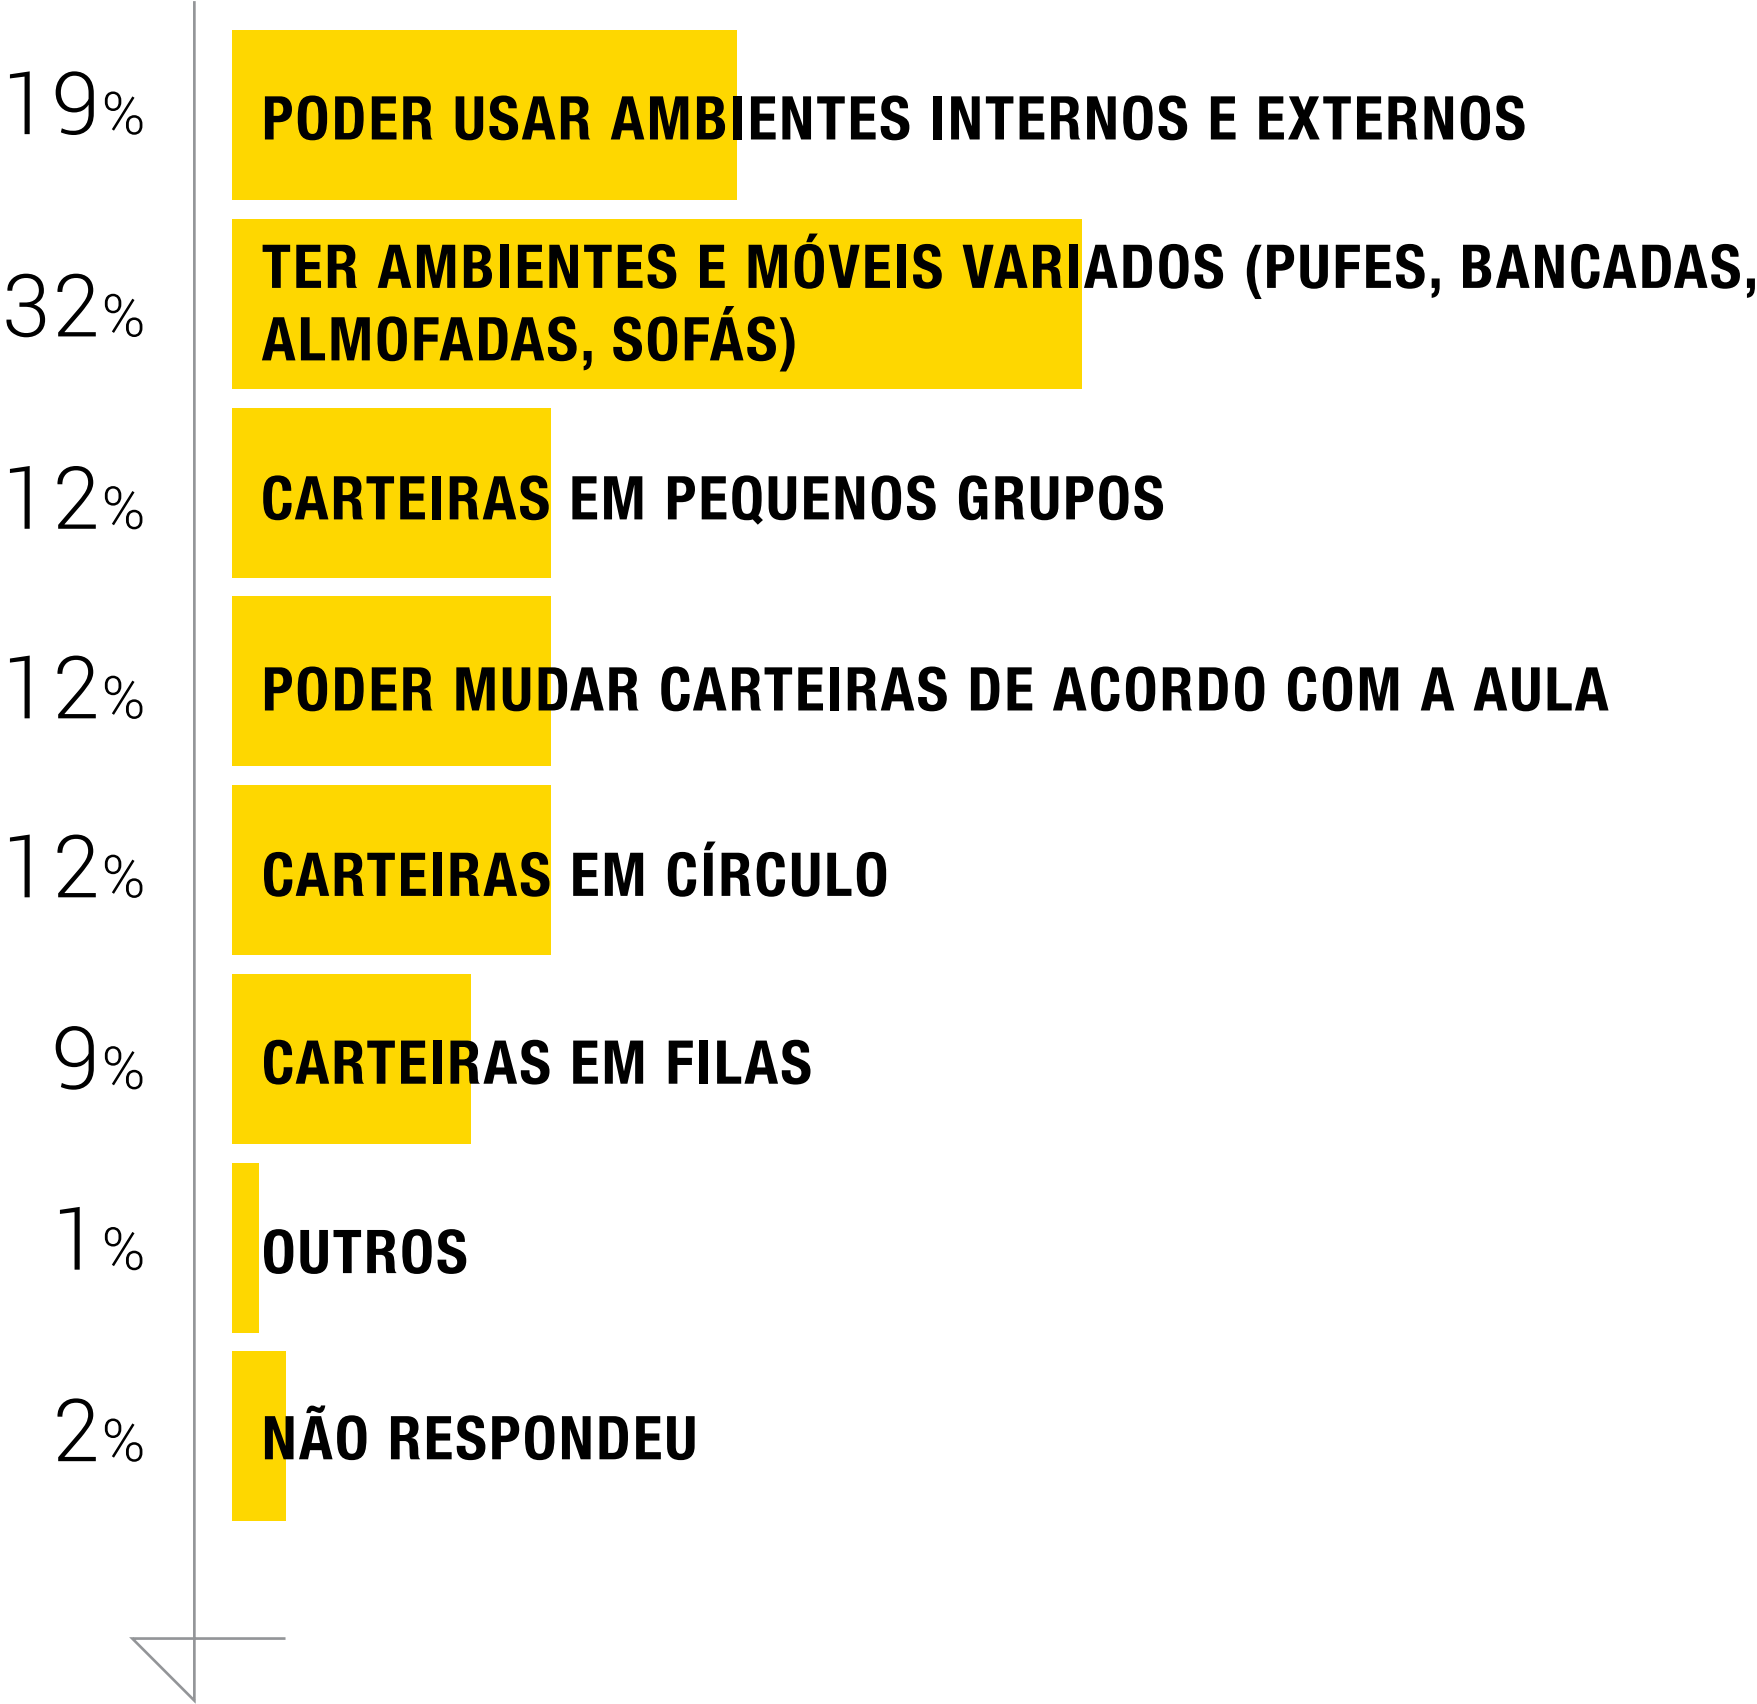 19% PODER USAR AMBIENTES INTERNOS E EXTERNOS
32% TER AMBIENTES E MÓVEIS VARIADOS (PUFES, BANCADAS,
ALMOFADAS, SOFÁS)
12% CARTEIRAS EM PEQUENOS GRUPOS
12% PODER MUDAR CARTEIRAS DE ACORDO COM A AULA
12% CARTEIRAS EM CÍRCULO
9% CARTEIRAS EM FILAS
1% OUTROS
2% NÃO RESPONDEU